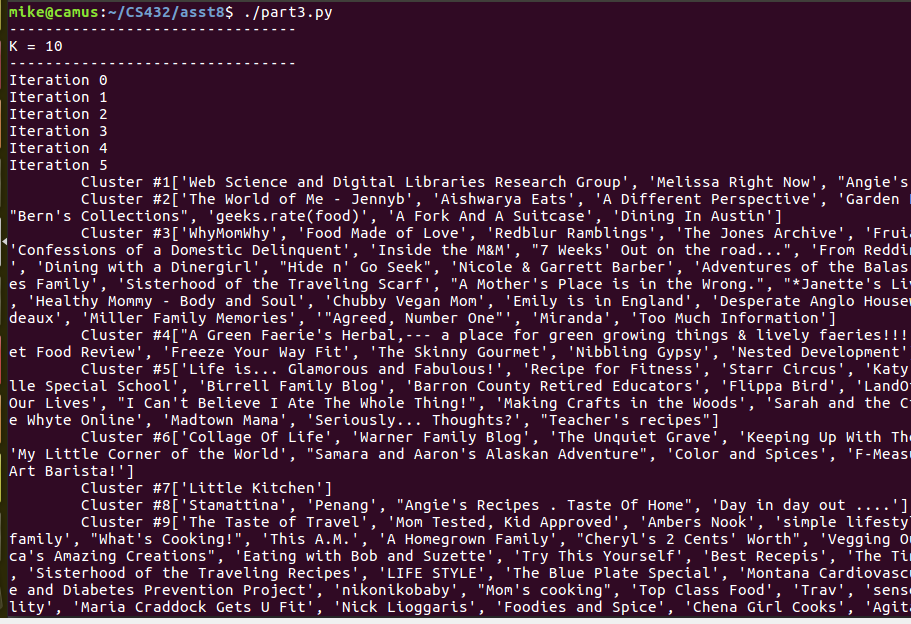 mike@camus:~/CS432/asst8$ ./part3.py
--------------------------------
K = 10
--------------------------------
Iteration 0
Iteration 1
Iteration 2
Iteration 3
Iteration 4
Iteration 5
Cluster #1['Web Science and Digital Libraries Research Group', 'Melissa Right Now', "Angie's
Cluster #2['The World of Me - Jennyb', 'Aishwarya Eats', 'A Different Perspective', 'Garden
"Bern's Collections", 'geeks.rate(food)', 'A Fork And A Suitcase', 'Dining In Austin']
Cluster #3['WhyMomWhy', 'Food Made of Love', 'Redblur Ramblings', 'The Jones Archive', 'Frui
'Confessions of a Domestic Delinquent', 'Inside the M&M', "7 Weeks' Out on the road...", 'From Reddi
', 'Dining with a Dinergirl', "Hide n' Go Seek", 'Nicole & Garrett Barber', 'Adventures of the Balas
es Family', 'Sisterhood of the Traveling Scarf', "A Mother's Place is in the Wrong.", "*Janette's Li
, 'Healthy Mommy - Body and Soul', 'Chubby Vegan Mom', 'Emily is in England', 'Desperate Anglo House
deaux', 'Miller Family Memories', '"Agreed, Number One"', 'Miranda', 'Too Much Information']
Cluster #4["A Green Faerie's Herbal,--- a place for green growing things & lively faeries!!!
et Food Review', 'Freeze Your Way Fit', 'The Skinny Gourmet', 'Nibbling Gypsy', 'Nested Development'
Cluster #5['Life is... Glamorous and Fabulous!', 'Recipe for Fitness', 'Starr Circus', 'Katy
lle Special School', 'Birrell Family Blog', 'Barron County Retired Educators', 'Flippa Bird', 'LandO
Our Lives', "I Can't Believe I Ate The Whole Thing!", 'Making Crafts in the Woods', 'Sarah and the C
e Whyte Online', 'Madtown Mama', 'Seriously... Thoughts?', "Teacher's recipes"]
Cluster #6['Collage Of Life', 'Warner Family Blog', 'The Unquiet Grave', 'Keeping Up With Th
'My Little Corner of the World', "Samara and Aaron's Alaskan Adventure", 'Color and Spices', 'F-Meas
Art Barista!']
Cluster #7['Little Kitchen']
Cluster #8['Stamattina', 'Penang', "Angie's Recipes . Taste Of Home", 'Day in day out ....']
Cluster #9['The Taste of Travel', 'Mom Tested, Kid Approved', 'Ambers Nook', 'simple lifesty
family', "What's Cooking!", 'This A.M.', 'A Homegrown Family', "Cheryl's 2 Cents' Worth", 'Vegging O
ca's Amazing Creations", 'Eating with Bob and Suzette', 'Try This Yourself', 'Best Recepis', 'The Ti
, 'Sisterhood of the Traveling Recipes', 'LIFE STYLE', 'The Blue Plate Special', 'Montana Cardiovasc
e and Diabetes Prevention Project', 'nikonikobaby', "Mom's cooking", 'Top Class Food', 'Trav', 'sens
lity', 'Maria Craddock Gets U Fit', 'Nick Lioggaris', 'Foodies and Spice', 'Chena Girl Cooks', 'Agit